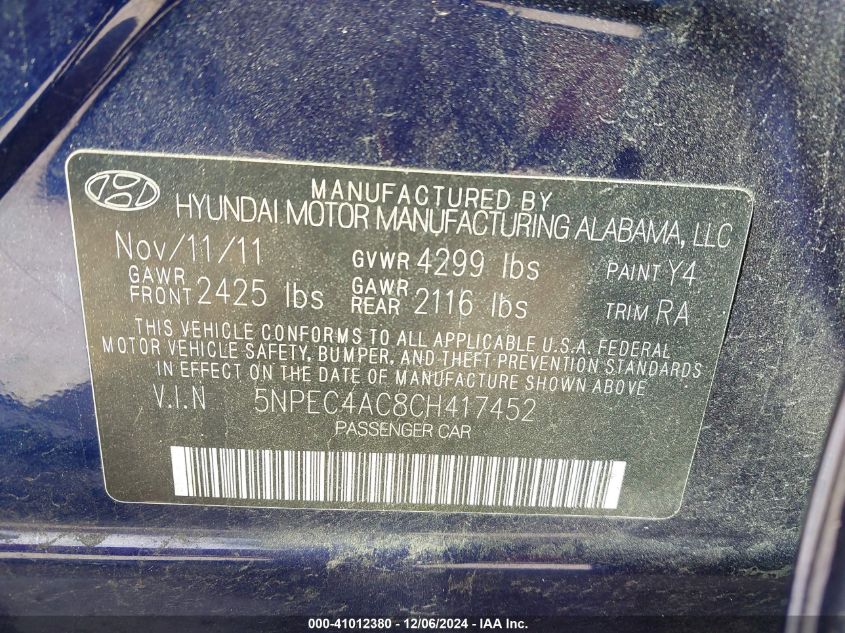 MANUFACTURED BY
HYUNDAI MOTOR MANUFACTURING ALABAMA, LLC
Nov/11/11 GVWR 4299 lbs PAINT Y4
GAWR FRONT 2425 lbs GAWR REAR 2116 lbs TRIM RA
THIS VEHICLE CONFORMS TO ALL APPLICABLE U.S.A. FEDERAL
MOTOR VEHICLE SAFETY, BUMPER, AND THEFT PREVENTION STANDARDS
IN EFFECT ON THE DATE OF MANUFACTURE SHOWN ABOVE
V.I.N 5NPEC4AC8CH417452
PASSENGER CAR
000-41012380 - 12/06/2024 - IAA Inc.